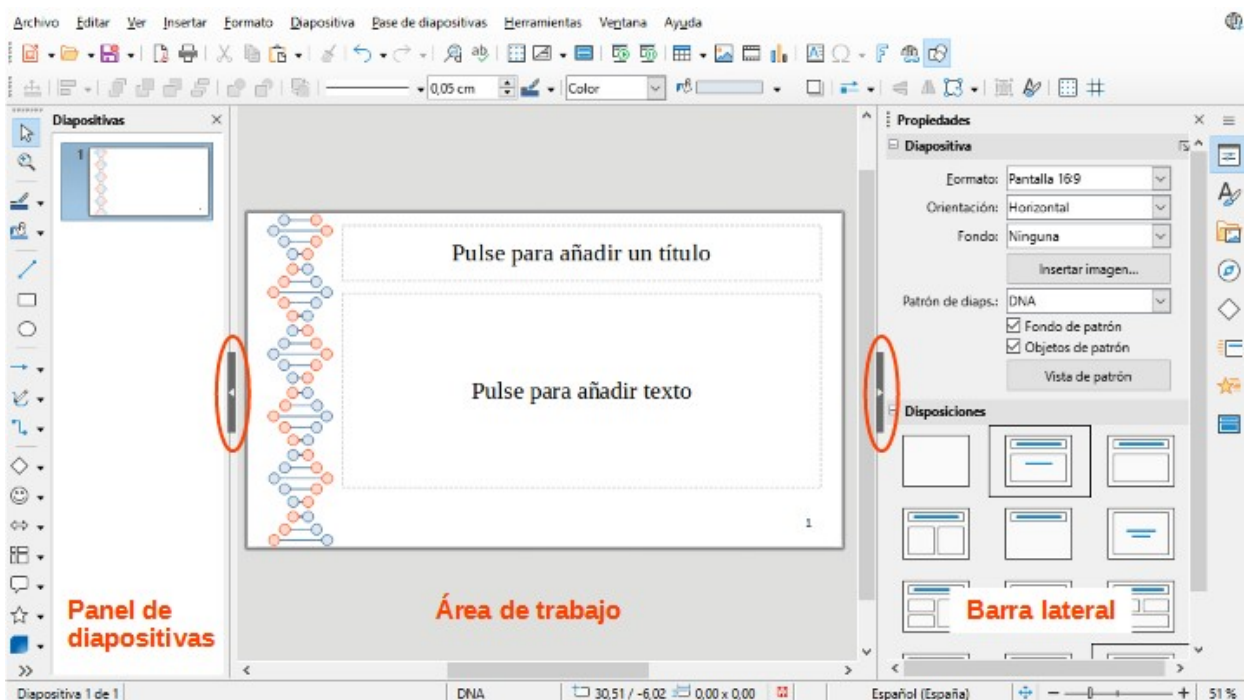 Archivo Editar Ver Insertar Formato Diapositiva Pase de diapositivas Herramientas Ventana Ayuda
0,05 cm Color
Diapositivas
1
Pulse para añadir un título
Pulse para añadir texto
1
Panel de
diapositivas
Área de trabajo
Propiedades
Diapositiva
Formato: Pantalla 16:9
Orientación: Horizontal
Fondo: Ninguna
Insertar imagen...
Patrón de diaps.: DNA
Fondo de patrón
Objetos de patrón
Vista de patrón
Disposiciones
Barra lateral
Diapositiva 1 de 1 DNA 30,51 / -6,02 0,00 x 0,00 Español (España) 51 %